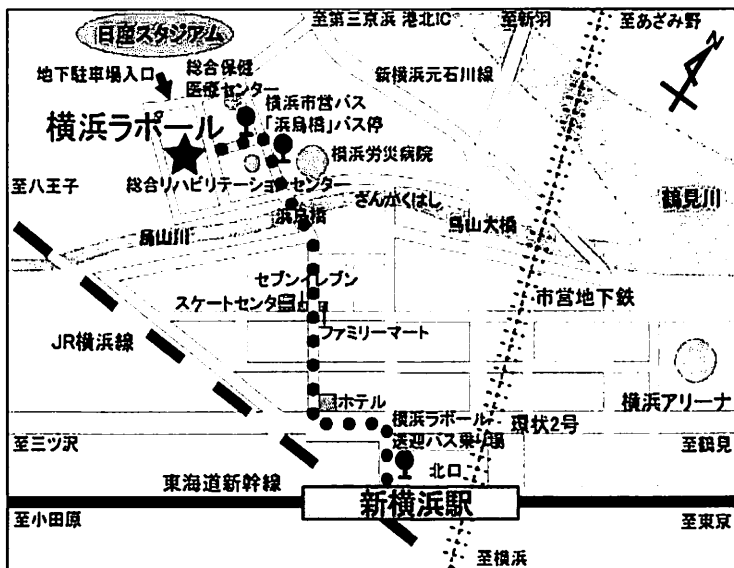 至第三京浜 港北IC
至新羽
至あざみ野
日産スタジアム
地下駐車場入口
総合保健
医療センター
新横浜元石川線
横浜市営バス
「浜鳥橋」バス停
横浜ラポール
横浜労災病院
至八王子
総合リハビリテーションセンター
ざんかくはし
鶴見川
浜鳥橋
鳥山川
鳥山大橋
セブンイレブン
市営地下鉄
スケートセンター
ファミリーマート
JR横浜線
ホテル
横浜アリーナ
横浜ラポール
送迎バス乗り場
環状2号
至三ツ沢
至鶴見
北口
東海道新幹線
新横浜駅
至小田原
至東京
至横浜
N